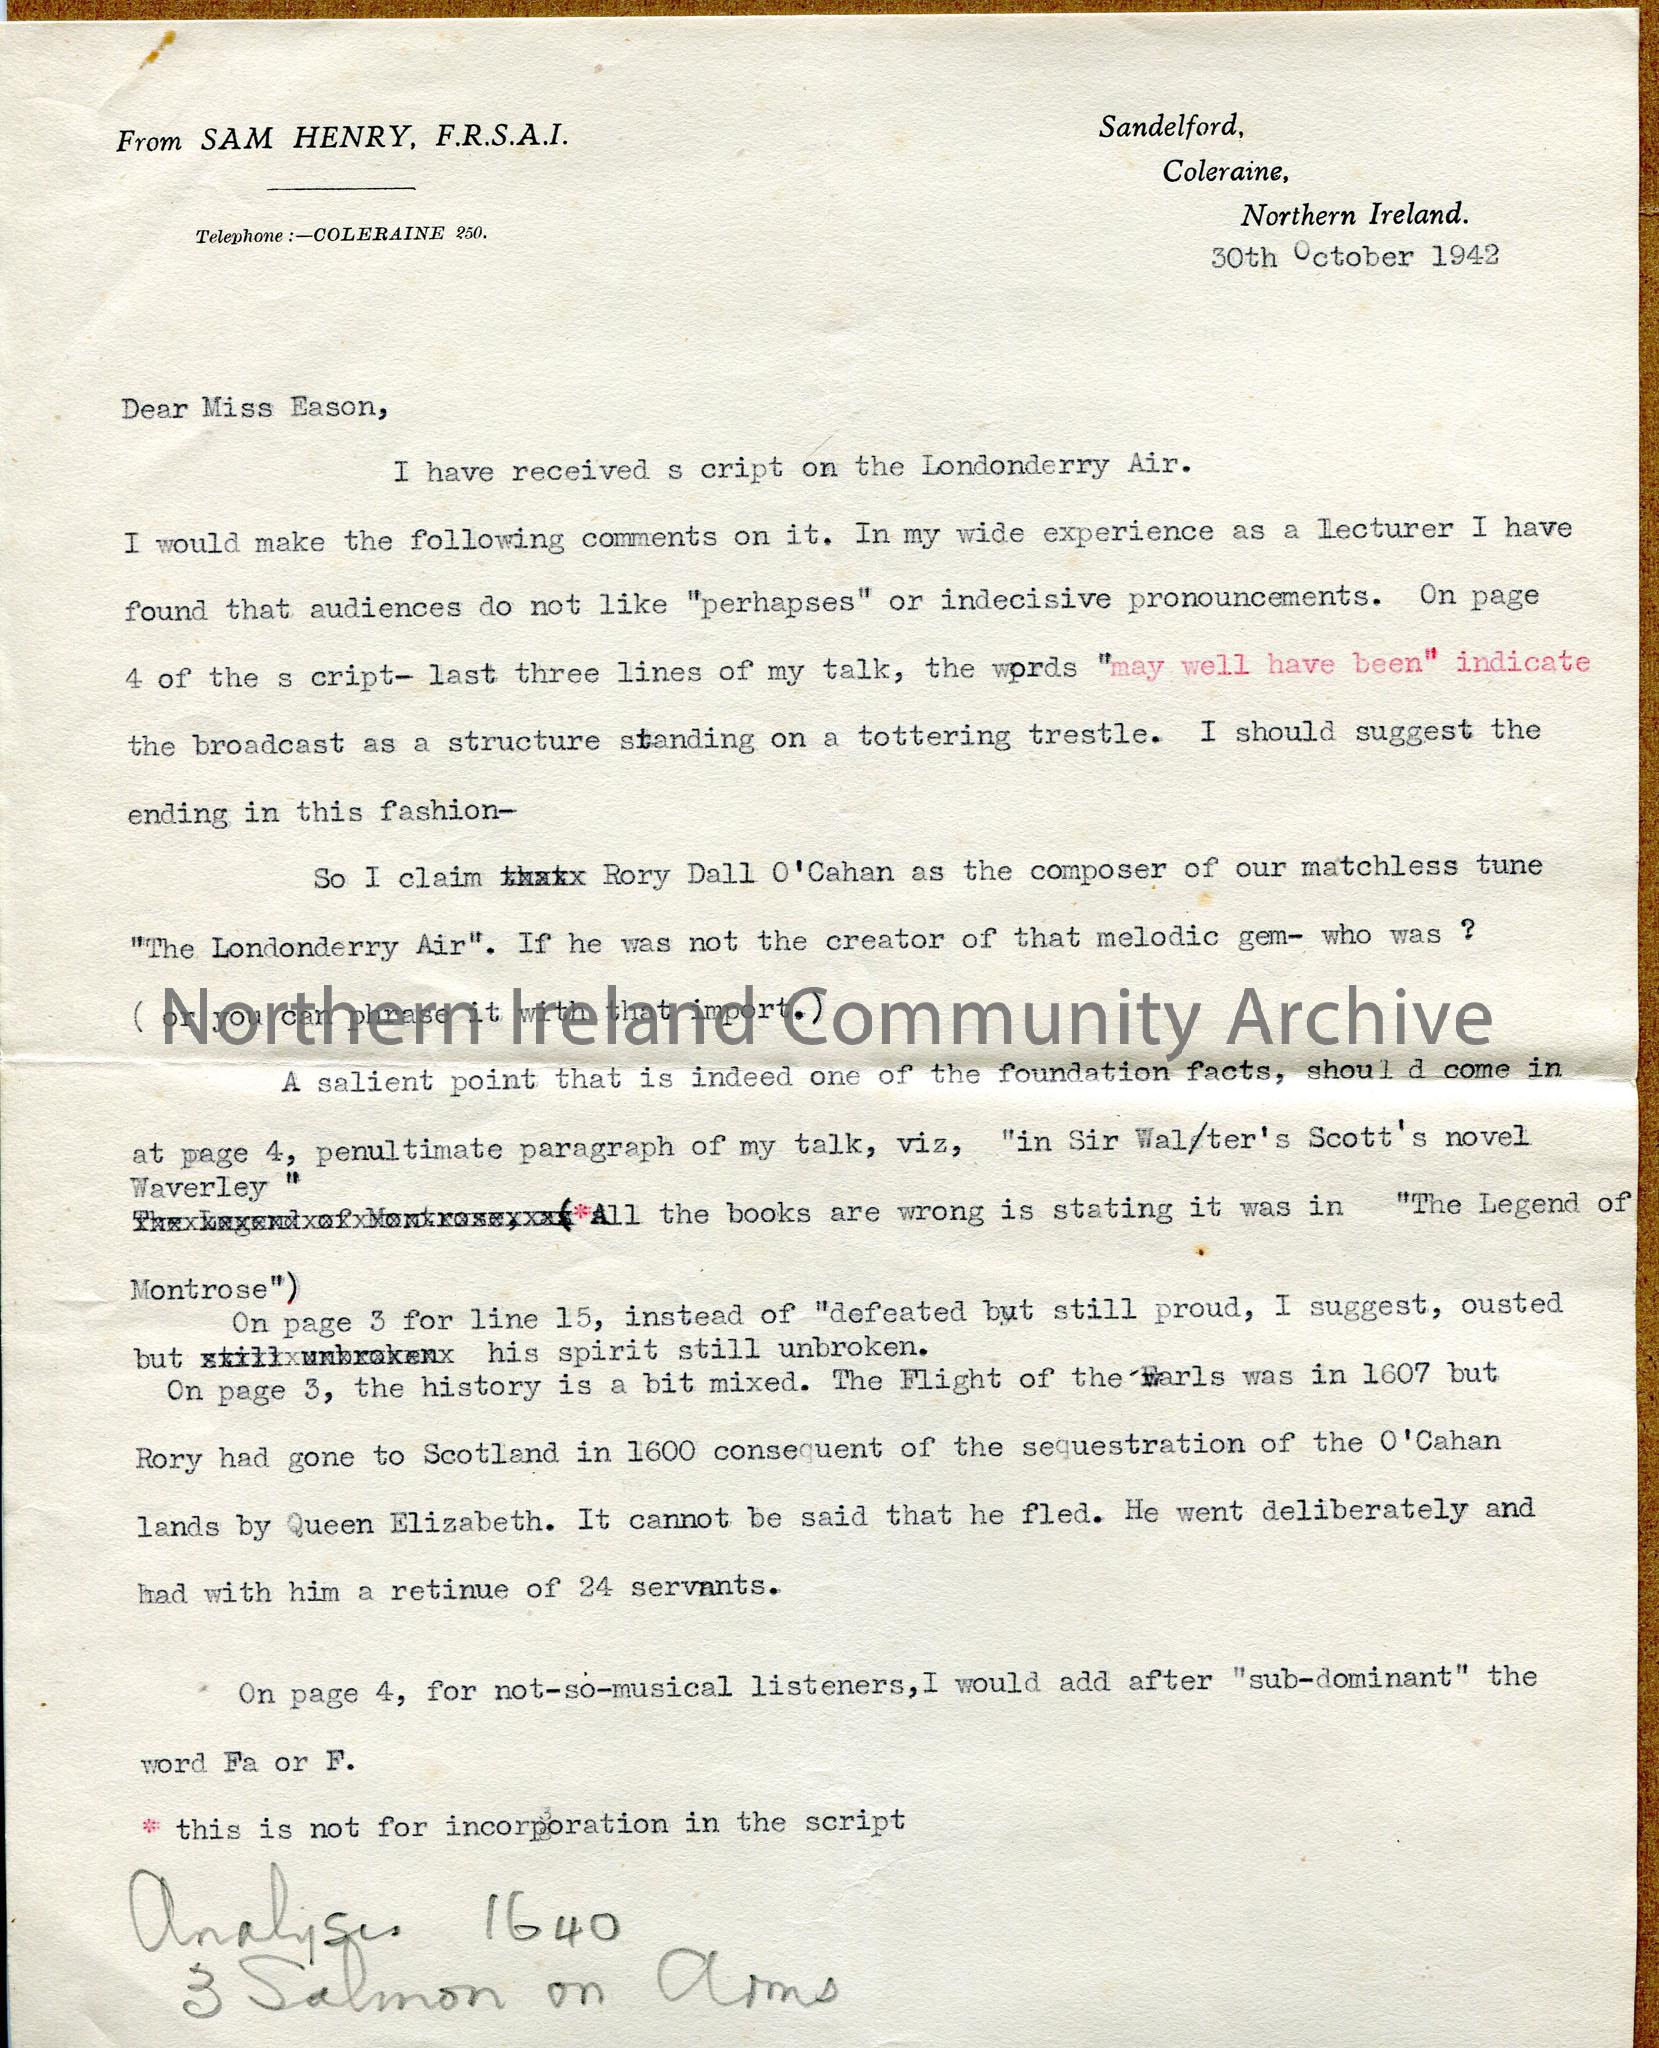 From SAM HENRY, F.R.S.A.I.
Telephone :—COLERAINE 250.
Sandelford,
Coleraine,
Northern Ireland.
30th October 1942
Dear Miss Eason,
I have received s cript on the Londonderry Air.
I would make the following comments on it. In my wide experience as a lecturer I have
found that audiences do not like "perhapses" or indecisive pronouncements. On page
4 of the s cript- last three lines of my talk, the words "may well have been" indicate
the broadcast as a structure standing on a tottering trestle. I should suggest the
ending in this fashion-
So I claim that Rory Dall O'Cahan as the composer of our matchless tune
"The Londonderry Air". If he was not the creator of that melodic gem- who was ?
( or you can phrase it with that import.)
Northern Ireland Community Archive
A salient point that is indeed one of the foundation facts, shoul d come in
at page 4, penultimate paragraph of my talk, viz, "in Sir Wal/ter's Scott's novel
Waverley "
The Legend of Montrose, (*All the books are wrong is stating it was in "The Legend of
Montrose")
On page 3 for line 15, instead of "defeated but still proud, I suggest, ousted
but still unbroken his spirit still unbroken.
On page 3, the history is a bit mixed. The Flight of the Earls was in 1607 but
Rory had gone to Scotland in 1600 consequent of the sequestration of the O'Cahan
lands by Queen Elizabeth. It cannot be said that he fled. He went deliberately and
had with him a retinue of 24 servants.
On page 4, for not-so-musical listeners,I would add after "sub-dominant" the
word Fa or F.
* this is not for incorporation in the script
Analyses 1640
3 Salmon on Arms